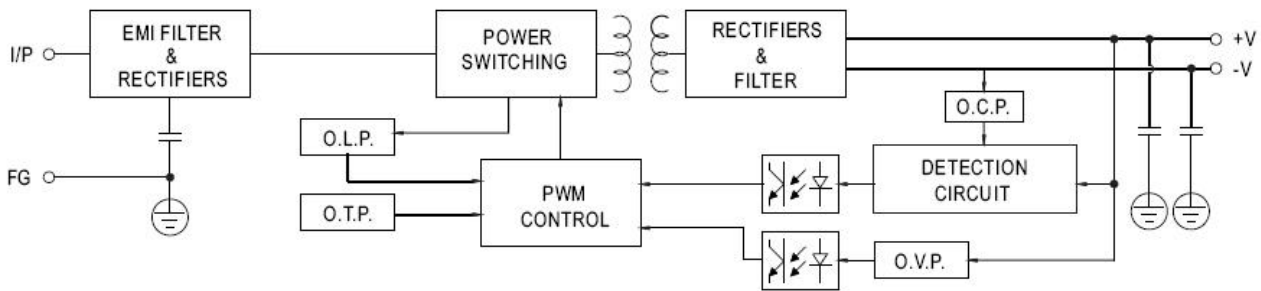 I/P
EMI FILTER
&
RECTIFIERS
POWER
SWITCHING
RECTIFIERS
&
FILTER
+V
-V
O.C.P.
O.L.P.
DETECTION
CIRCUIT
FG
PWM
CONTROL
O.T.P.
O.V.P.